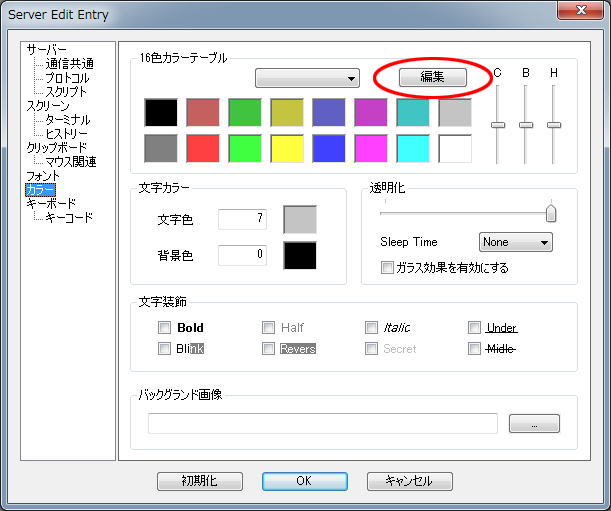 Server Edit Entry
サーバー
通信共通
プロトコル
スクリプト
スクリーン
ターミナル
ヒストリー
クリップボード
マウス関連
フォント
カラー
キーボード
キーコード
16色カラーテーブル
編集
C B H
文字カラー
文字色 7
背景色 0
透明化
Sleep Time None
ガラス効果を有効にする
文字装飾
Bold Half Italic Under
Blink Revers Secret Midle
バックグランド画像
...
初期化 OK キャンセル